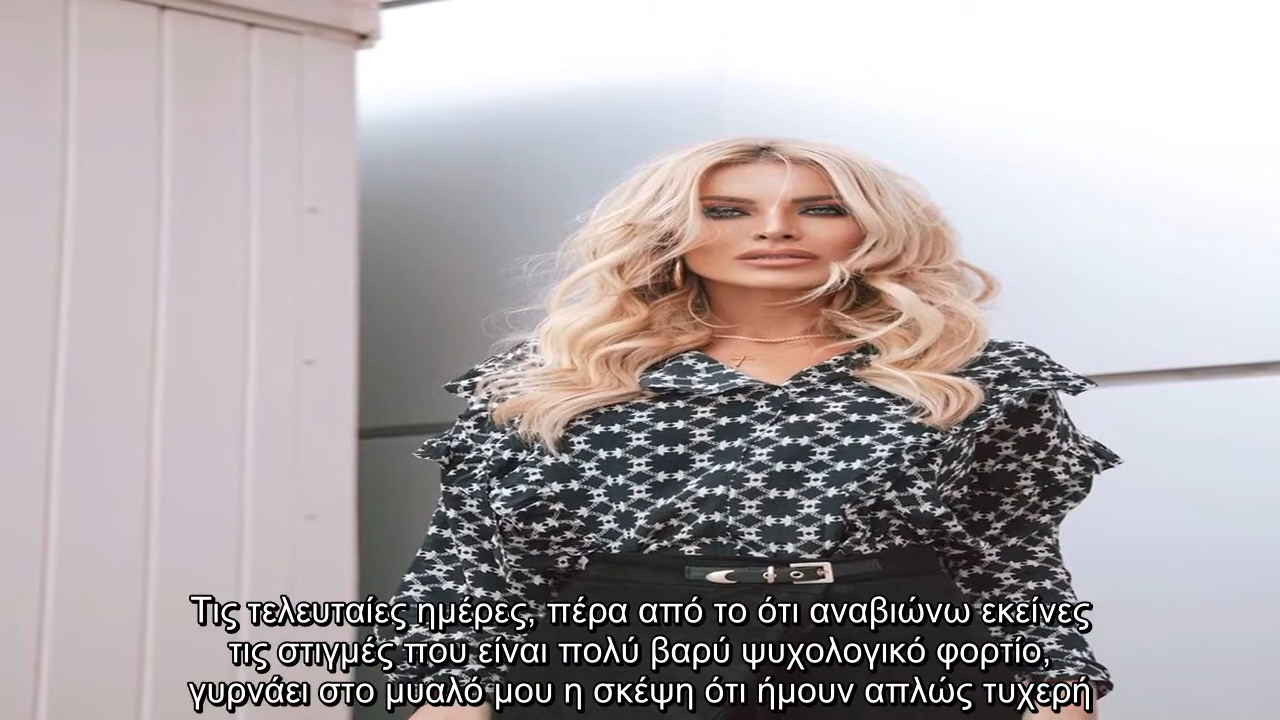 Τις τελευταίες ημέρες, πέρα από το ότι αναβιώνω εκείνες
τις στιγμές που είναι πολύ βαρύ ψυχολογικό φορτίο,
γυρνάει στο μυαλό μου η σκέψη ότι ήμουν απλώς τυχερή